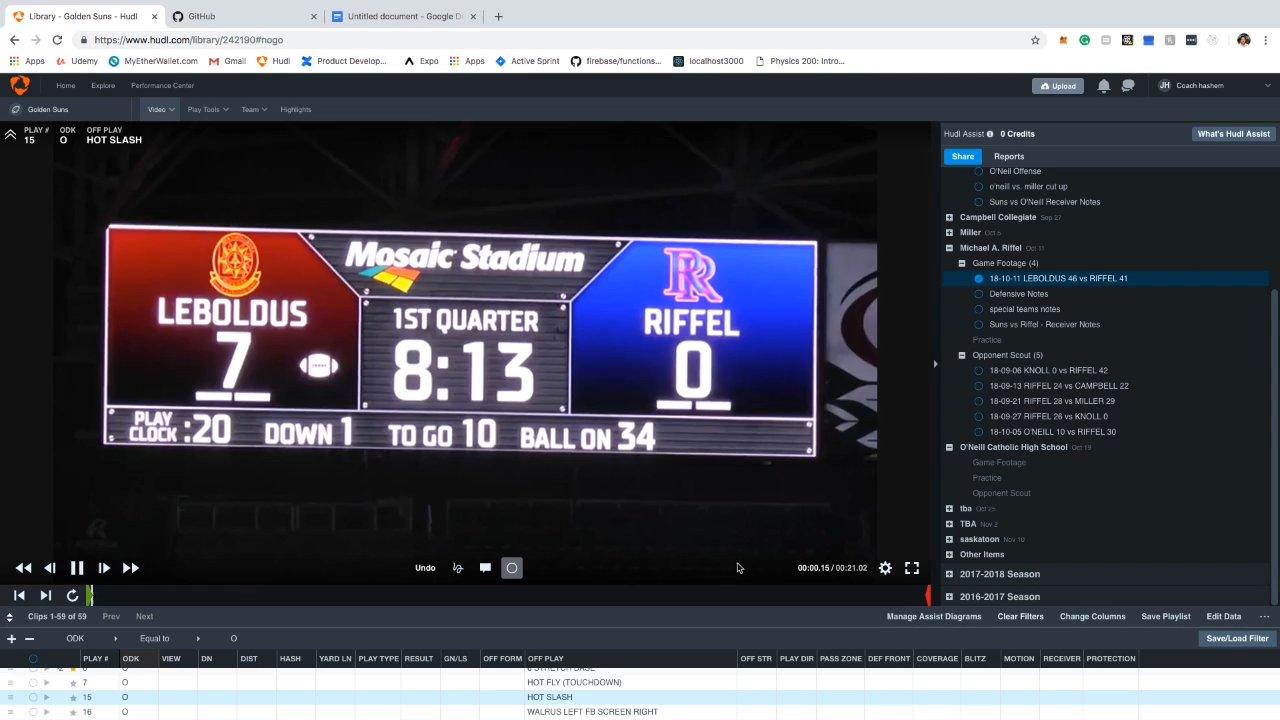 Library - Golden Suns - Hudl
GitHub
Untitled document - Google D
https://www.hudl.com/library/242190#nogo
Apps Udemy MyEtherWallet.com Gmail Hudl Product Develop... Expo Apps Active Sprint firebase/functions... localhost3000 Physics 200: Intro...
Home Explore Performance Center Upload JH Coach hashem
Golden Suns Video Play Tools Team Highlights
PLAY # ODK OFF PLAY
15 O HOT SLASH
Mosaic Stadium
LEBOLDUS 1ST QUARTER RIFFEL
7 8:13 0
PLAY CLOCK :20 DOWN 1 TO GO 10 BALL ON 34
Undo 00:00.15 / 00:21.02
Hudl Assist 0 Credits What's Hudl Assist
Share Reports
O'Neil Offense
o'neill vs. miller cut up
Suns vs O'Neill Receiver Notes
Campbell Collegiate Sep 27
Miller Oct 5
Michael A. Riffel Oct 11
Game Footage (4)
18-10-11 LEBOLDUS 46 vs RIFFEL 41
Defensive Notes
special teams notes
Suns vs Riffel - Receiver Notes
Practice
Opponent Scout (5)
18-09-06 KNOLL 0 vs RIFFEL 42
18-09-13 RIFFEL 24 vs CAMPBELL 22
18-09-21 RIFFEL 28 vs MILLER 29
18-09-27 RIFFEL 26 vs KNOLL 0
18-10-05 O'NEILL 10 vs RIFFEL 30
O'Neill Catholic High School Oct 19
Game Footage
Practice
Opponent Scout
tba Oct 25
TBA Nov 2
saskatoon Nov 10
Other Items
2017-2018 Season
2016-2017 Season
Clips 1-59 of 59 Prev Next Manage Assist Diagrams Clear Filters Change Columns Save Playlist Edit Data ...
ODK Equal to O Save/Load Filter
PLAY # ODK VIEW DN DIST HASH YARD LN PLAY TYPE RESULT GN/LS OFF FORM OFF PLAY OFF STR PLAY DIR PASS ZONE DEF FRONT COVERAGE BLITZ MOTION RECEIVER PROTECTION
7 O HOT FLY (TOUCHDOWN)
15 O HOT SLASH
16 O WALRUS LEFT FB SCREEN RIGHT